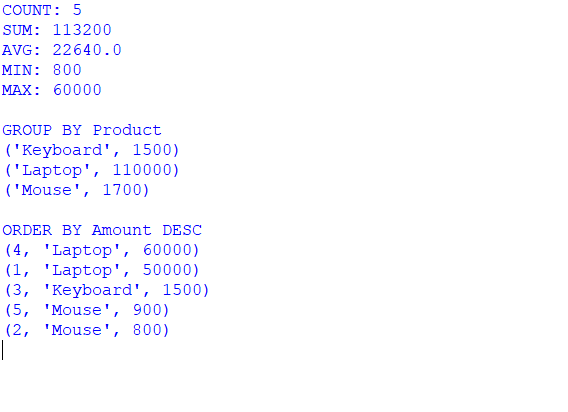 COUNT: 5
SUM: 113200
AVG: 22640.0
MIN: 800
MAX: 60000

GROUP BY Product
('Keyboard', 1500)
('Laptop', 110000)
('Mouse', 1700)

ORDER BY Amount DESC
(4, 'Laptop', 60000)
(1, 'Laptop', 50000)
(3, 'Keyboard', 1500)
(5, 'Mouse', 900)
(2, 'Mouse', 800)